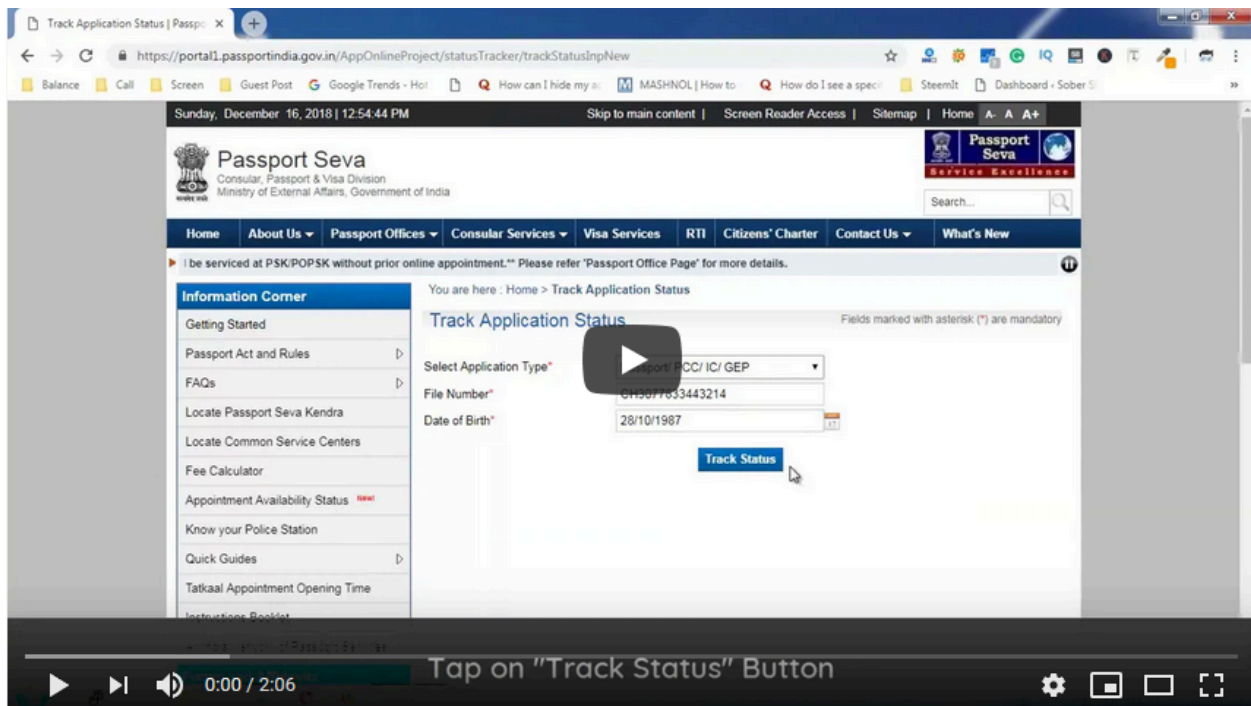 Track Application Status | Passpo
https://portal1.passportindia.gov.in/AppOnlineProject/statusTracker/trackStatusInpNew
Balance Call Screen Guest Post Google Trends - Hot How can I hide my ac MASHNOL | How to How do I see a speci SteemIt Dashboard ‹ Sober S
Sunday, December 16, 2018 | 12:54:44 PM Skip to main content | Screen Reader Access | Sitemap | Home A- A A+
Passport Seva
Consular, Passport & Visa Division
Ministry of External Affairs, Government of India
Passport
Seva
Service Excellence
Search...
Home About Us Passport Offices Consular Services Visa Services RTI Citizens' Charter Contact Us What's New
be serviced at PSK/POPSK without prior online appointment.** Please refer 'Passport Office Page' for more details.
Information Corner
Getting Started
Passport Act and Rules
FAQs
Locate Passport Seva Kendra
Locate Common Service Centers
Fee Calculator
Appointment Availability Status New!
Know your Police Station
Quick Guides
Tatkaal Appointment Opening Time
Instructions Booklet
You are here : Home > Track Application Status
Track Application Status
Fields marked with asterisk (*) are mandatory
Select Application Type* Passport/ PCC/ IC/ GEP
File Number* 3443214
Date of Birth* 28/10/1987
Track Status
Tap on "Track Status" Button
0:00 / 2:06